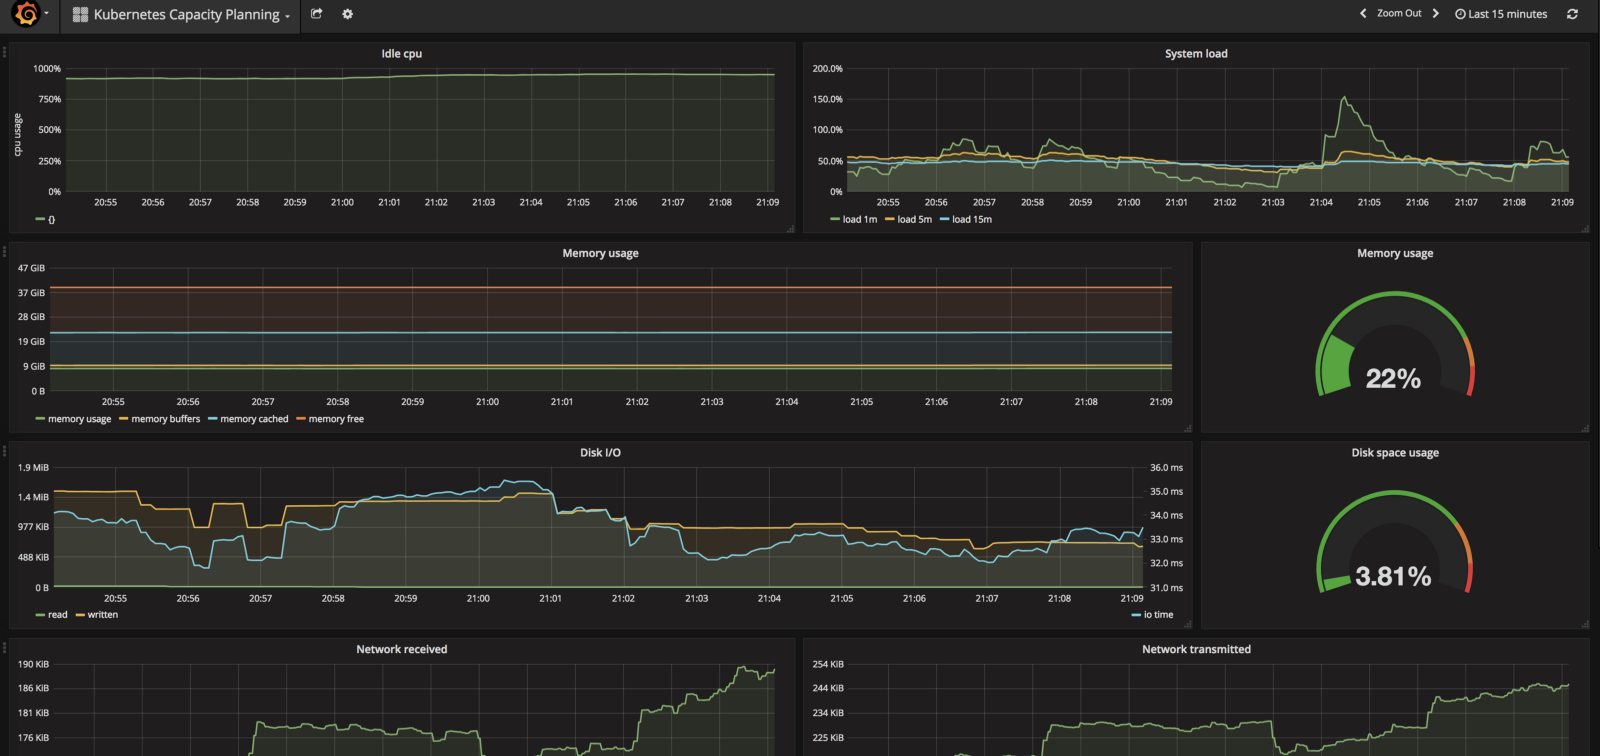 Kubernetes Capacity Planning
Zoom Out
Last 15 minutes
Idle cpu
cpu usage
1000%
750%
500%
250%
0%
20:55 20:56 20:57 20:58 20:59 21:00 21:01 21:02 21:03 21:04 21:05 21:06 21:07 21:08 21:09
{}
System load
200.0%
150.0%
100.0%
50.0%
0%
20:55 20:56 20:57 20:58 20:59 21:00 21:01 21:02 21:03 21:04 21:05 21:06 21:07 21:08 21:09
load 1m load 5m load 15m
Memory usage
47 GiB
37 GiB
28 GiB
19 GiB
9 GiB
0 B
20:55 20:56 20:57 20:58 20:59 21:00 21:01 21:02 21:03 21:04 21:05 21:06 21:07 21:08 21:09
memory usage memory buffers memory cached memory free
Memory usage
22%
Disk I/O
1.9 MiB
1.4 MiB
977 KiB
488 KiB
0 B
36.0 ms
35.0 ms
34.0 ms
33.0 ms
32.0 ms
31.0 ms
20:55 20:56 20:57 20:58 20:59 21:00 21:01 21:02 21:03 21:04 21:05 21:06 21:07 21:08 21:09
read written
io time
Disk space usage
3.81%
Network received
190 KiB
186 KiB
181 KiB
176 KiB
Network transmitted
254 KiB
244 KiB
234 KiB
225 KiB